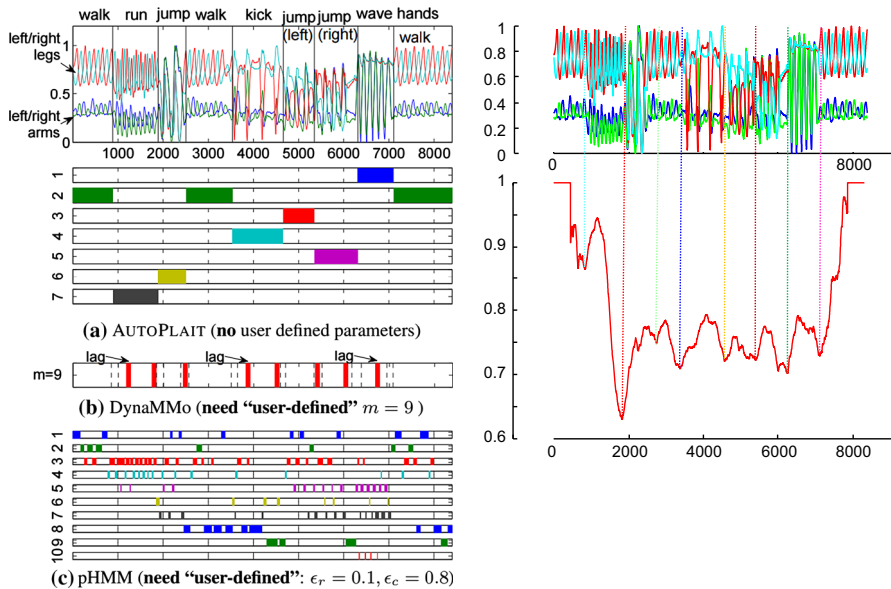 walk run jump walk kick jump (left) jump (right) wave hands
walk
left/right legs
left/right arms
1
0.5
0
1000 2000 3000 4000 5000 6000 7000 8000
1
2
3
4
5
6
7
(a) AUTOPLAIT (no user defined parameters)
lag lag lag
m=9
(b) DynaMMo (need “user-defined” m = 9 )
1
2
3
4
5
6
7
8
9
10
(c) pHMM (need “user-defined”: ϵr = 0.1, ϵc = 0.8)
1
0.8
0.6
0.4
0.2
0
0 2000 4000 8000
1
0.9
0.8
0.7
0.6
0 2000 4000 6000 8000